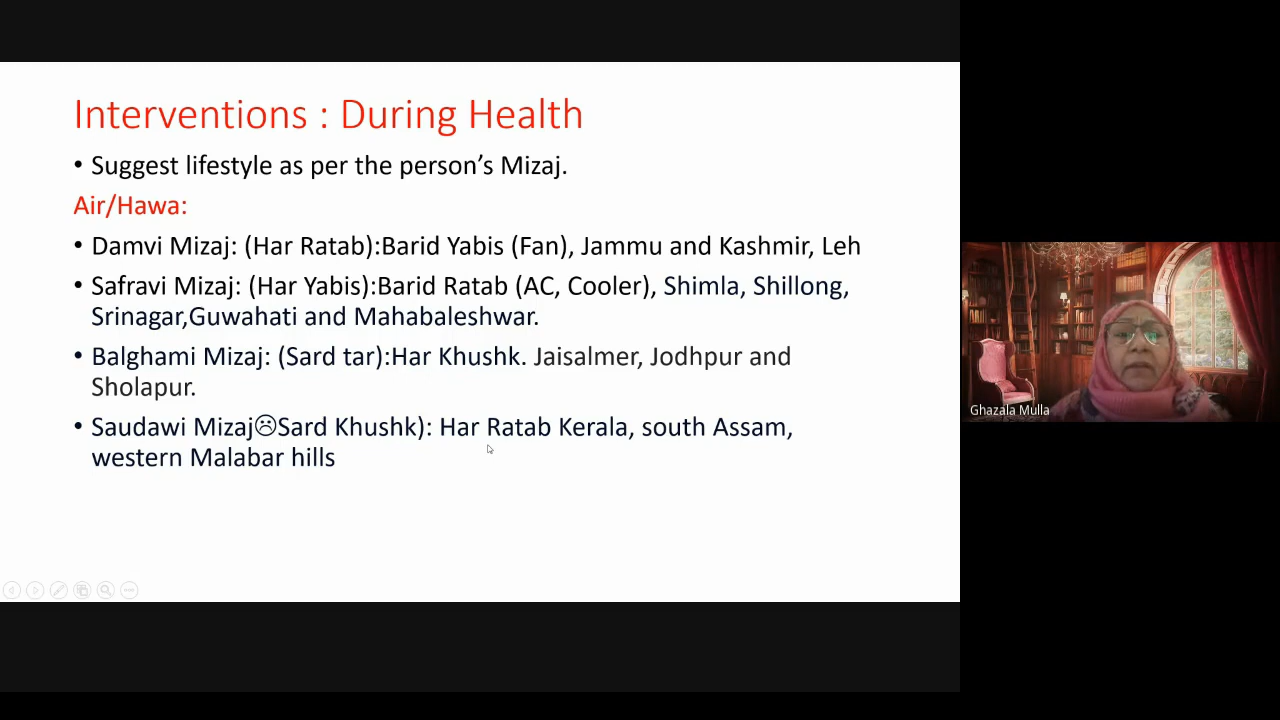 Interventions : During Health
• Suggest lifestyle as per the person’s Mizaj.
Air/Hawa:
• Damvi Mizaj: (Har Ratab):Barid Yabis (Fan), Jammu and Kashmir, Leh
• Safravi Mizaj: (Har Yabis):Barid Ratab (AC, Cooler), Shimla, Shillong,
Srinagar,Guwahati and Mahabaleshwar.
• Balghami Mizaj: (Sard tar):Har Khushk. Jaisalmer, Jodhpur and
Sholapur.
• Saudawi Mizaj☹Sard Khushk): Har Ratab Kerala, south Assam,
western Malabar hills
Ghazala Mulla